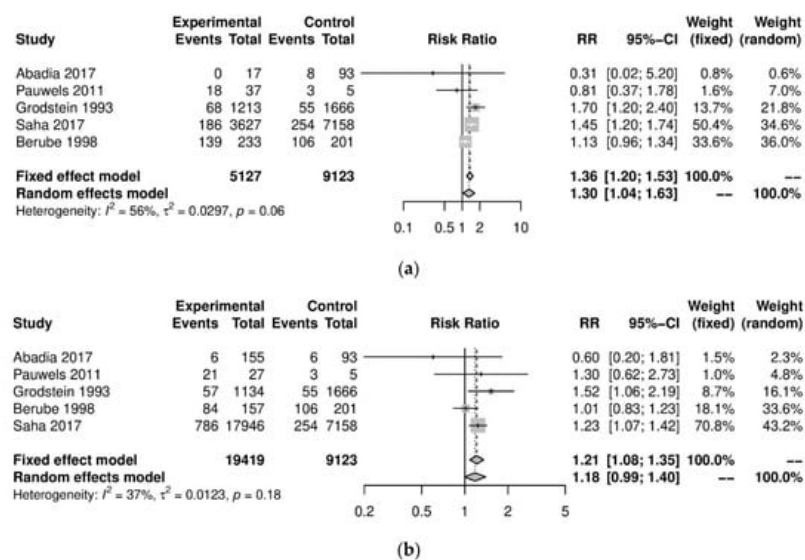 Experimental Control Weight Weight
Study Events Total Events Total Risk Ratio RR 95%−CI (fixed) (random)
Abadia 2017 0 17 8 93 0.31 [0.02; 5.20] 0.8% 0.6%
Pauwels 2011 18 37 3 5 0.81 [0.37; 1.78] 1.6% 7.0%
Grodstein 1993 68 1213 55 1666 1.70 [1.20; 2.40] 13.7% 21.8%
Saha 2017 186 3627 254 7158 1.45 [1.20; 1.74] 50.4% 34.6%
Berube 1998 139 233 106 201 1.13 [0.96; 1.34] 33.6% 36.0%
Fixed effect model 5127 9123 1.36 [1.20; 1.53] 100.0% −−
Random effects model 1.30 [1.04; 1.63] −− 100.0%
Heterogeneity: I² = 56%, τ² = 0.0297, p = 0.06
0.1 0.5 1 2 10
(a)
Experimental Control Weight Weight
Study Events Total Events Total Risk Ratio RR 95%−CI (fixed) (random)
Abadia 2017 6 155 6 93 0.60 [0.20; 1.81] 1.5% 2.3%
Pauwels 2011 21 27 3 5 1.30 [0.62; 2.73] 1.0% 4.8%
Grodstein 1993 57 1134 55 1666 1.52 [1.06; 2.19] 8.7% 16.1%
Berube 1998 84 157 106 201 1.01 [0.83; 1.23] 18.1% 33.6%
Saha 2017 786 17946 254 7158 1.23 [1.07; 1.42] 70.8% 43.2%
Fixed effect model 19419 9123 1.21 [1.08; 1.35] 100.0% −−
Random effects model 1.18 [0.99; 1.40] −− 100.0%
Heterogeneity: I² = 37%, τ² = 0.0123, p = 0.18
0.2 0.5 1 2 5
(b)